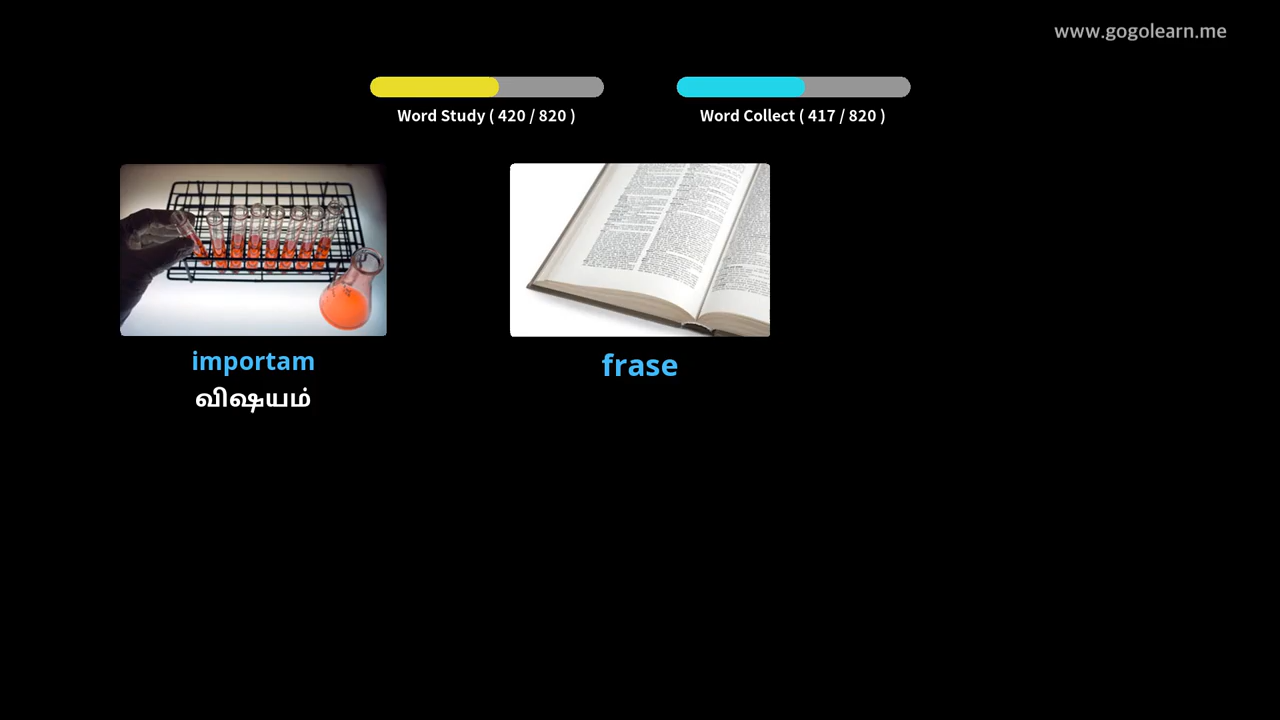 www.gogolearn.me
Word Study ( 420 / 820 )
Word Collect ( 417 / 820 )
importam
விஷயம்
frase